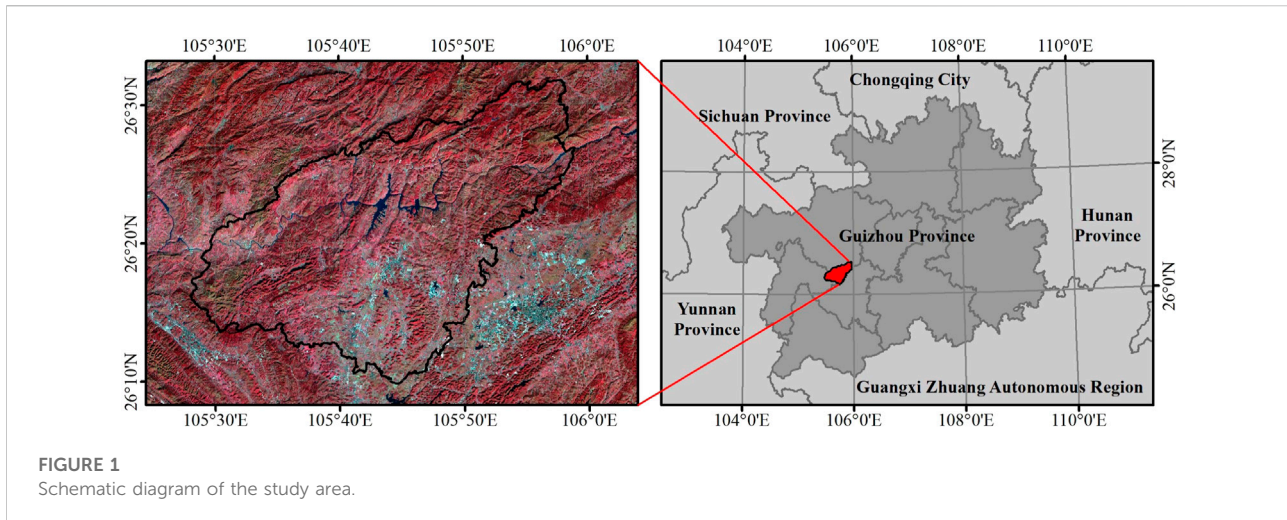 105°30'E 105°40'E 105°50'E 106°0'E
104°0'E 106°0'E 108°0'E 110°0'E
26°30'N
26°20'N
26°10'N
Chongqing City
Sichuan Province
28°0'N
Hunan
Province
Guizhou Province
26°0'N
Yunnan
Province
Guangxi Zhuang Autonomous Region
105°30'E 105°40'E 105°50'E 106°0'E
104°0'E 106°0'E 108°0'E 110°0'E
FIGURE 1
Schematic diagram of the study area.